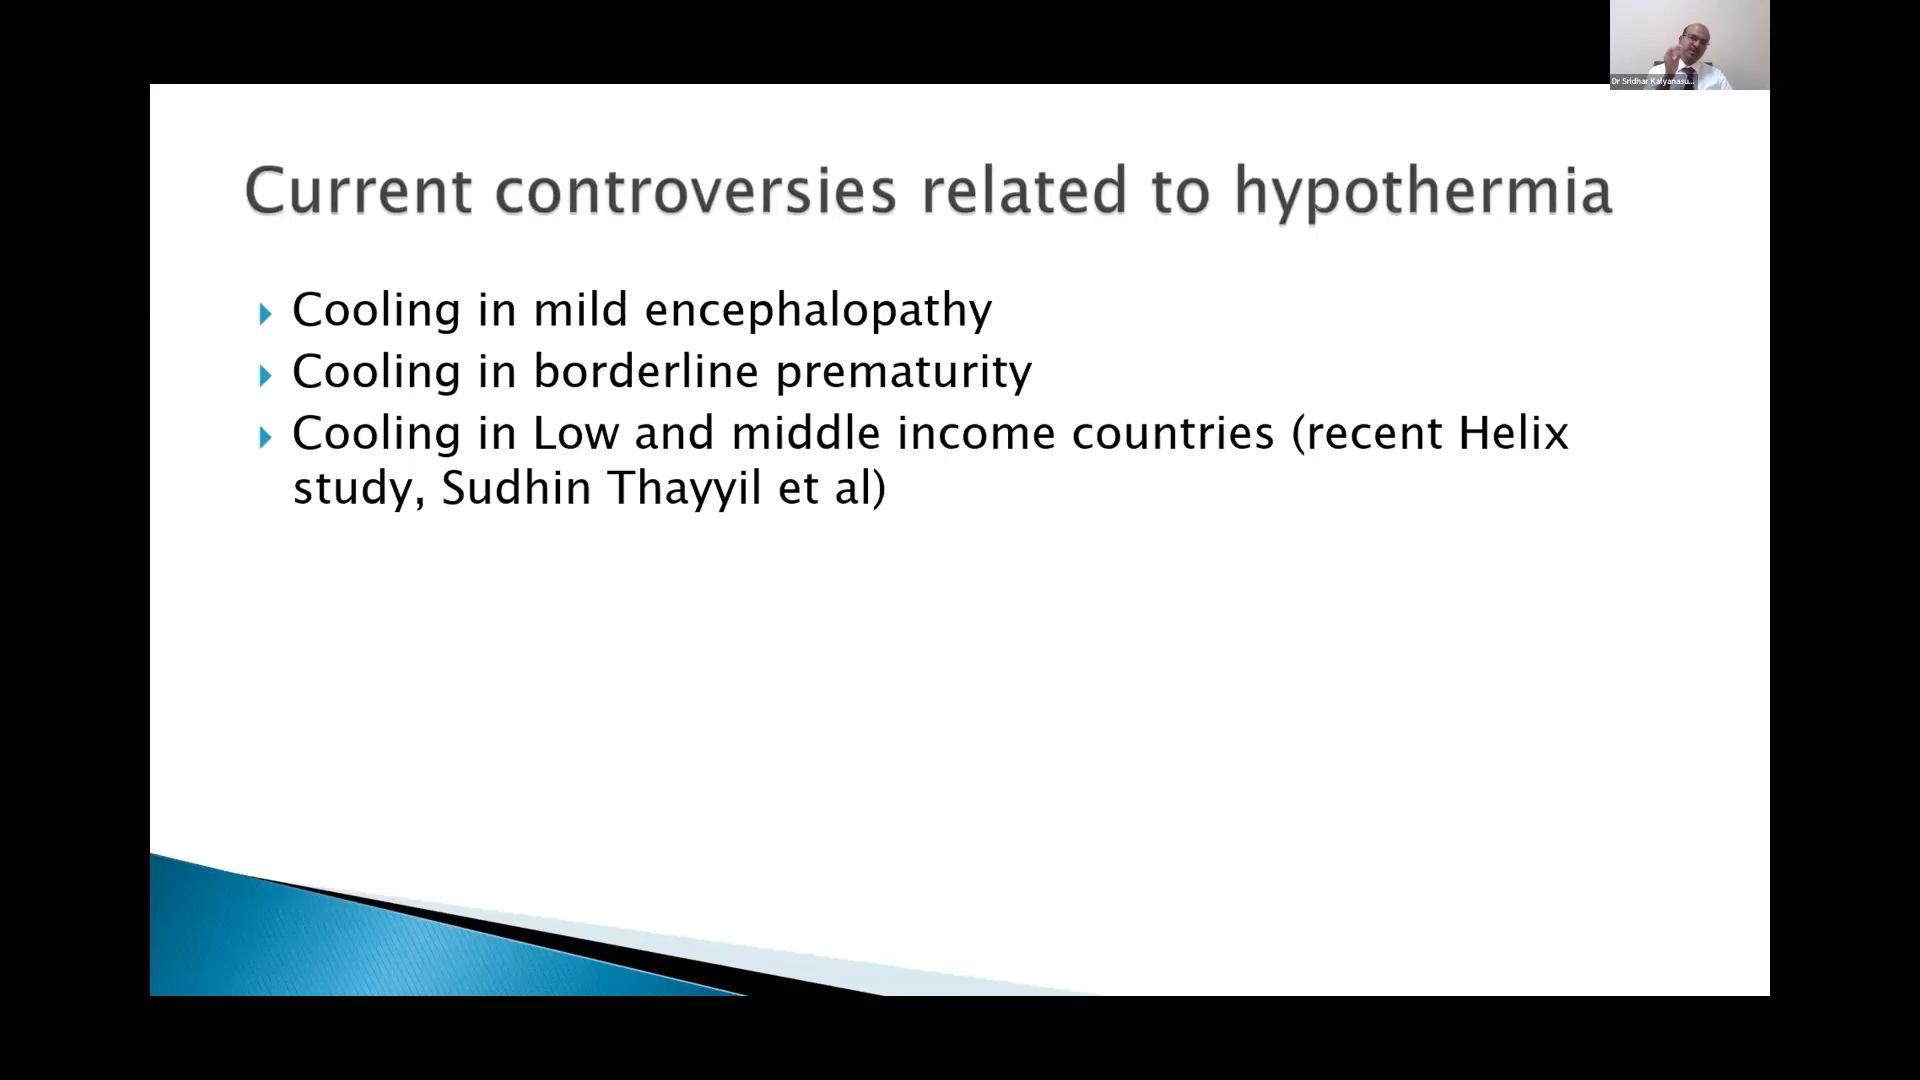 Dr Sridhar Kalyanasu...
Current controversies related to hypothermia
Cooling in mild encephalopathy
Cooling in borderline prematurity
Cooling in Low and middle income countries (recent Helix
study, Sudhin Thayyil et al)